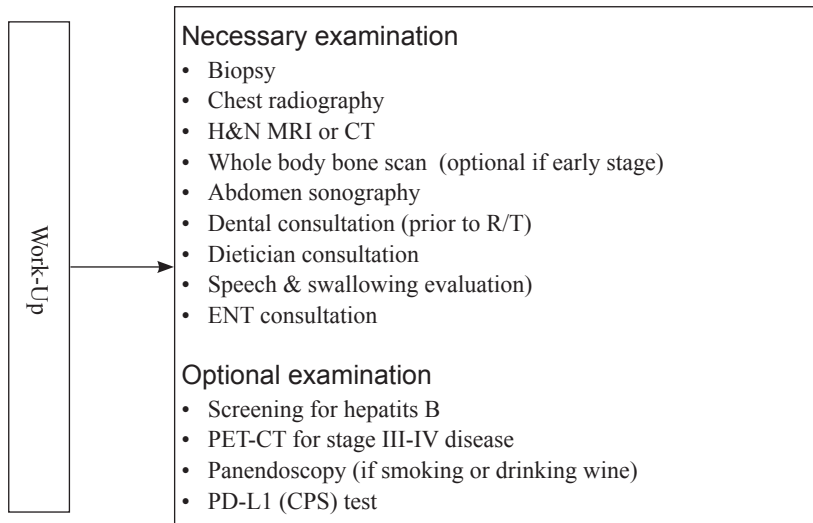 Work-Up
Necessary examination
• Biopsy
• Chest radiography
• H&N MRI or CT
• Whole body bone scan (optional if early stage)
• Abdomen sonography
• Dental consultation (prior to R/T)
• Dietician consultation
• Speech & swallowing evaluation)
• ENT consultation
Optional examination
• Screening for hepatits B
• PET-CT for stage III-IV disease
• Panendoscopy (if smoking or drinking wine)
• PD-L1 (CPS) test